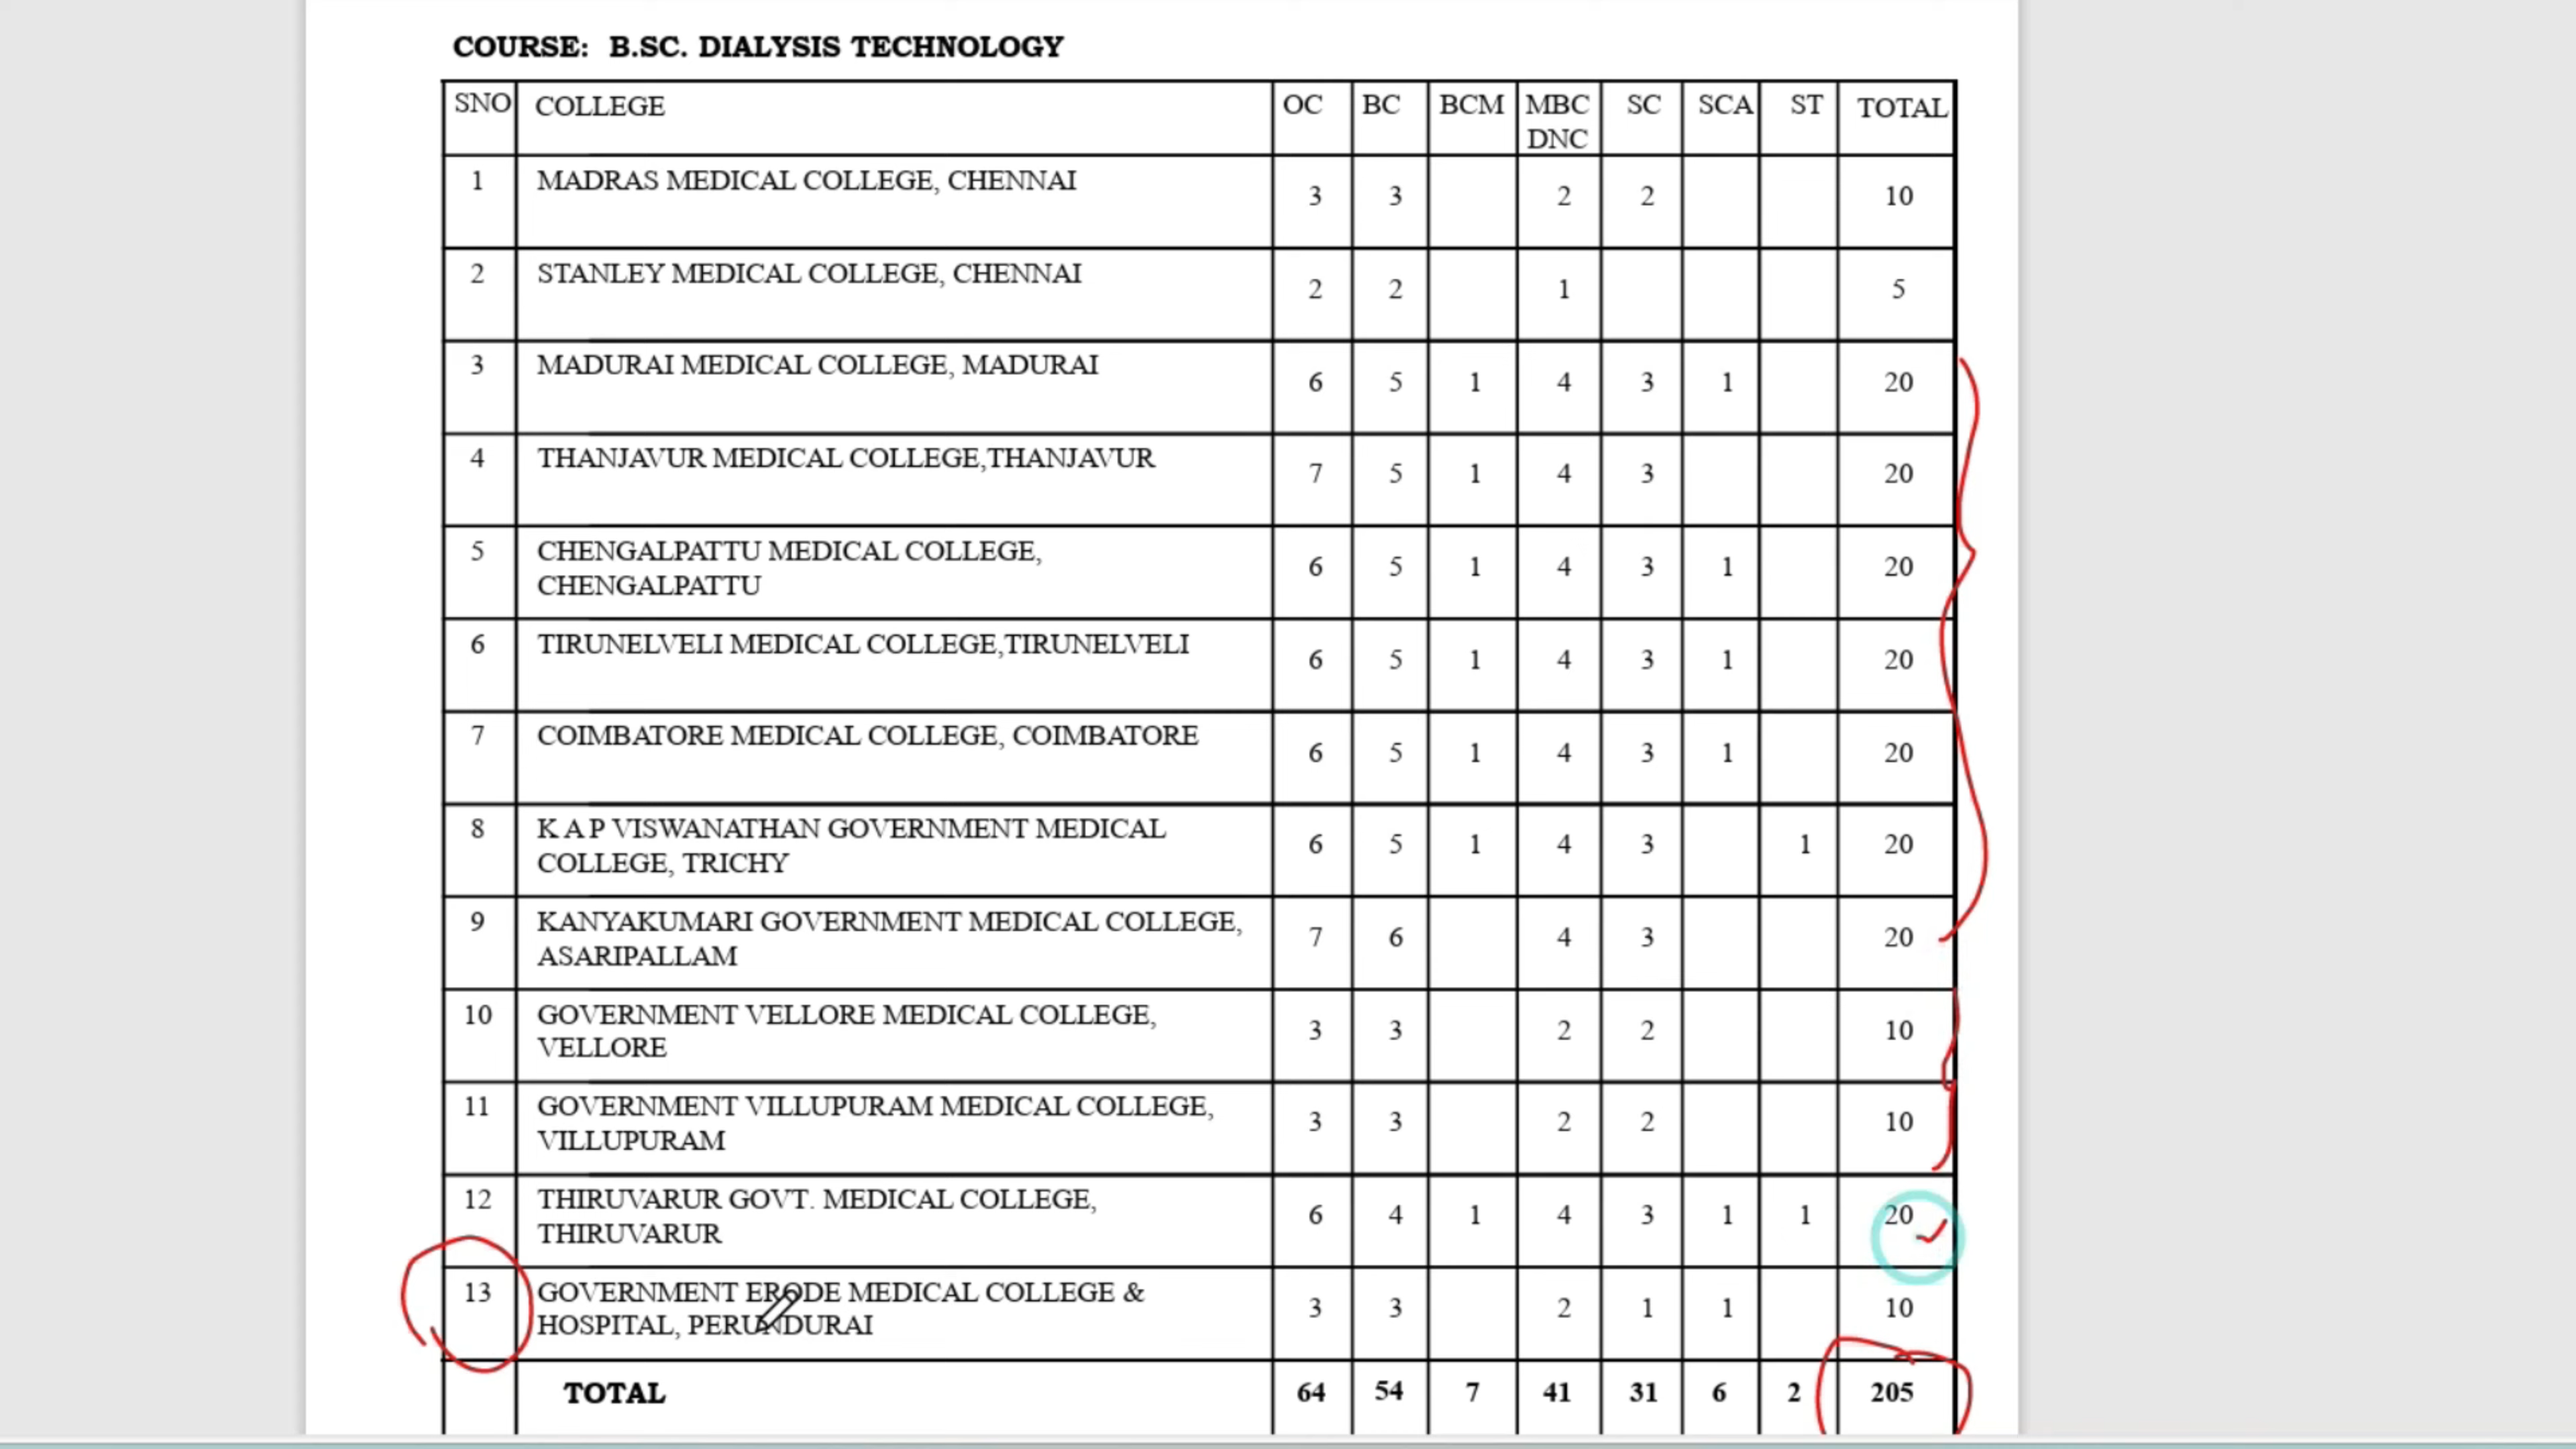 COURSE: B.SC. DIALYSIS TECHNOLOGY
SNO COLLEGE OC BC BCM MBC DNC SC SCA ST TOTAL
1 MADRAS MEDICAL COLLEGE, CHENNAI 3 3 2 2 10
2 STANLEY MEDICAL COLLEGE, CHENNAI 2 2 1 5
3 MADURAI MEDICAL COLLEGE, MADURAI 6 5 1 4 3 1 20
4 THANJAVUR MEDICAL COLLEGE,THANJAVUR 7 5 1 4 3 20
5 CHENGALPATTU MEDICAL COLLEGE,
CHENGALPATTU 6 5 1 4 3 1 20
6 TIRUNELVELI MEDICAL COLLEGE,TIRUNELVELI 6 5 1 4 3 1 20
7 COIMBATORE MEDICAL COLLEGE, COIMBATORE 6 5 1 4 3 1 20
8 K A P VISWANATHAN GOVERNMENT MEDICAL
COLLEGE, TRICHY 6 5 1 4 3 1 20
9 KANYAKUMARI GOVERNMENT MEDICAL COLLEGE,
ASARIPALLAM 7 6 4 3 20
10 GOVERNMENT VELLORE MEDICAL COLLEGE,
VELLORE 3 3 2 2 10
11 GOVERNMENT VILLUPURAM MEDICAL COLLEGE,
VILLUPURAM 3 3 2 2 10
12 THIRUVARUR GOVT. MEDICAL COLLEGE,
THIRUVARUR 6 4 1 4 3 1 1 20
13 GOVERNMENT ERODE MEDICAL COLLEGE &
HOSPITAL, PERUNDURAI 3 3 2 1 1 10
TOTAL 64 54 7 41 31 6 2 205